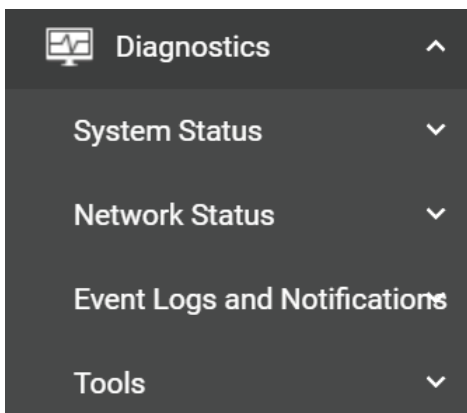 Diagnostics
System Status
Network Status
Event Logs and Notifications
Tools